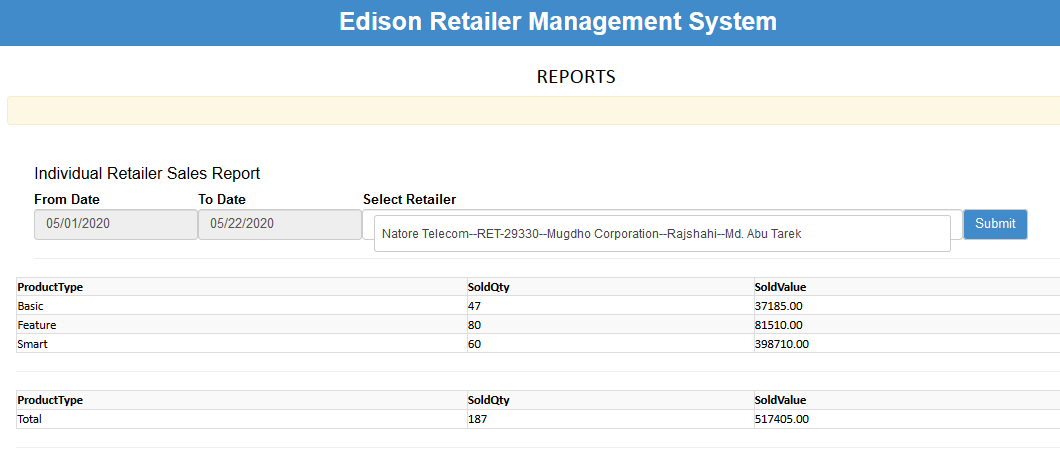 Edison Retailer Management System
REPORTS
Individual Retailer Sales Report
From Date To Date Select Retailer
05/01/2020 05/22/2020 Natore Telecom--RET-29330--Mugdho Corporation--Rajshahi--Md. Abu Tarek Submit
ProductType SoldQty SoldValue
Basic 47 37185.00
Feature 80 81510.00
Smart 60 398710.00
ProductType SoldQty SoldValue
Total 187 517405.00